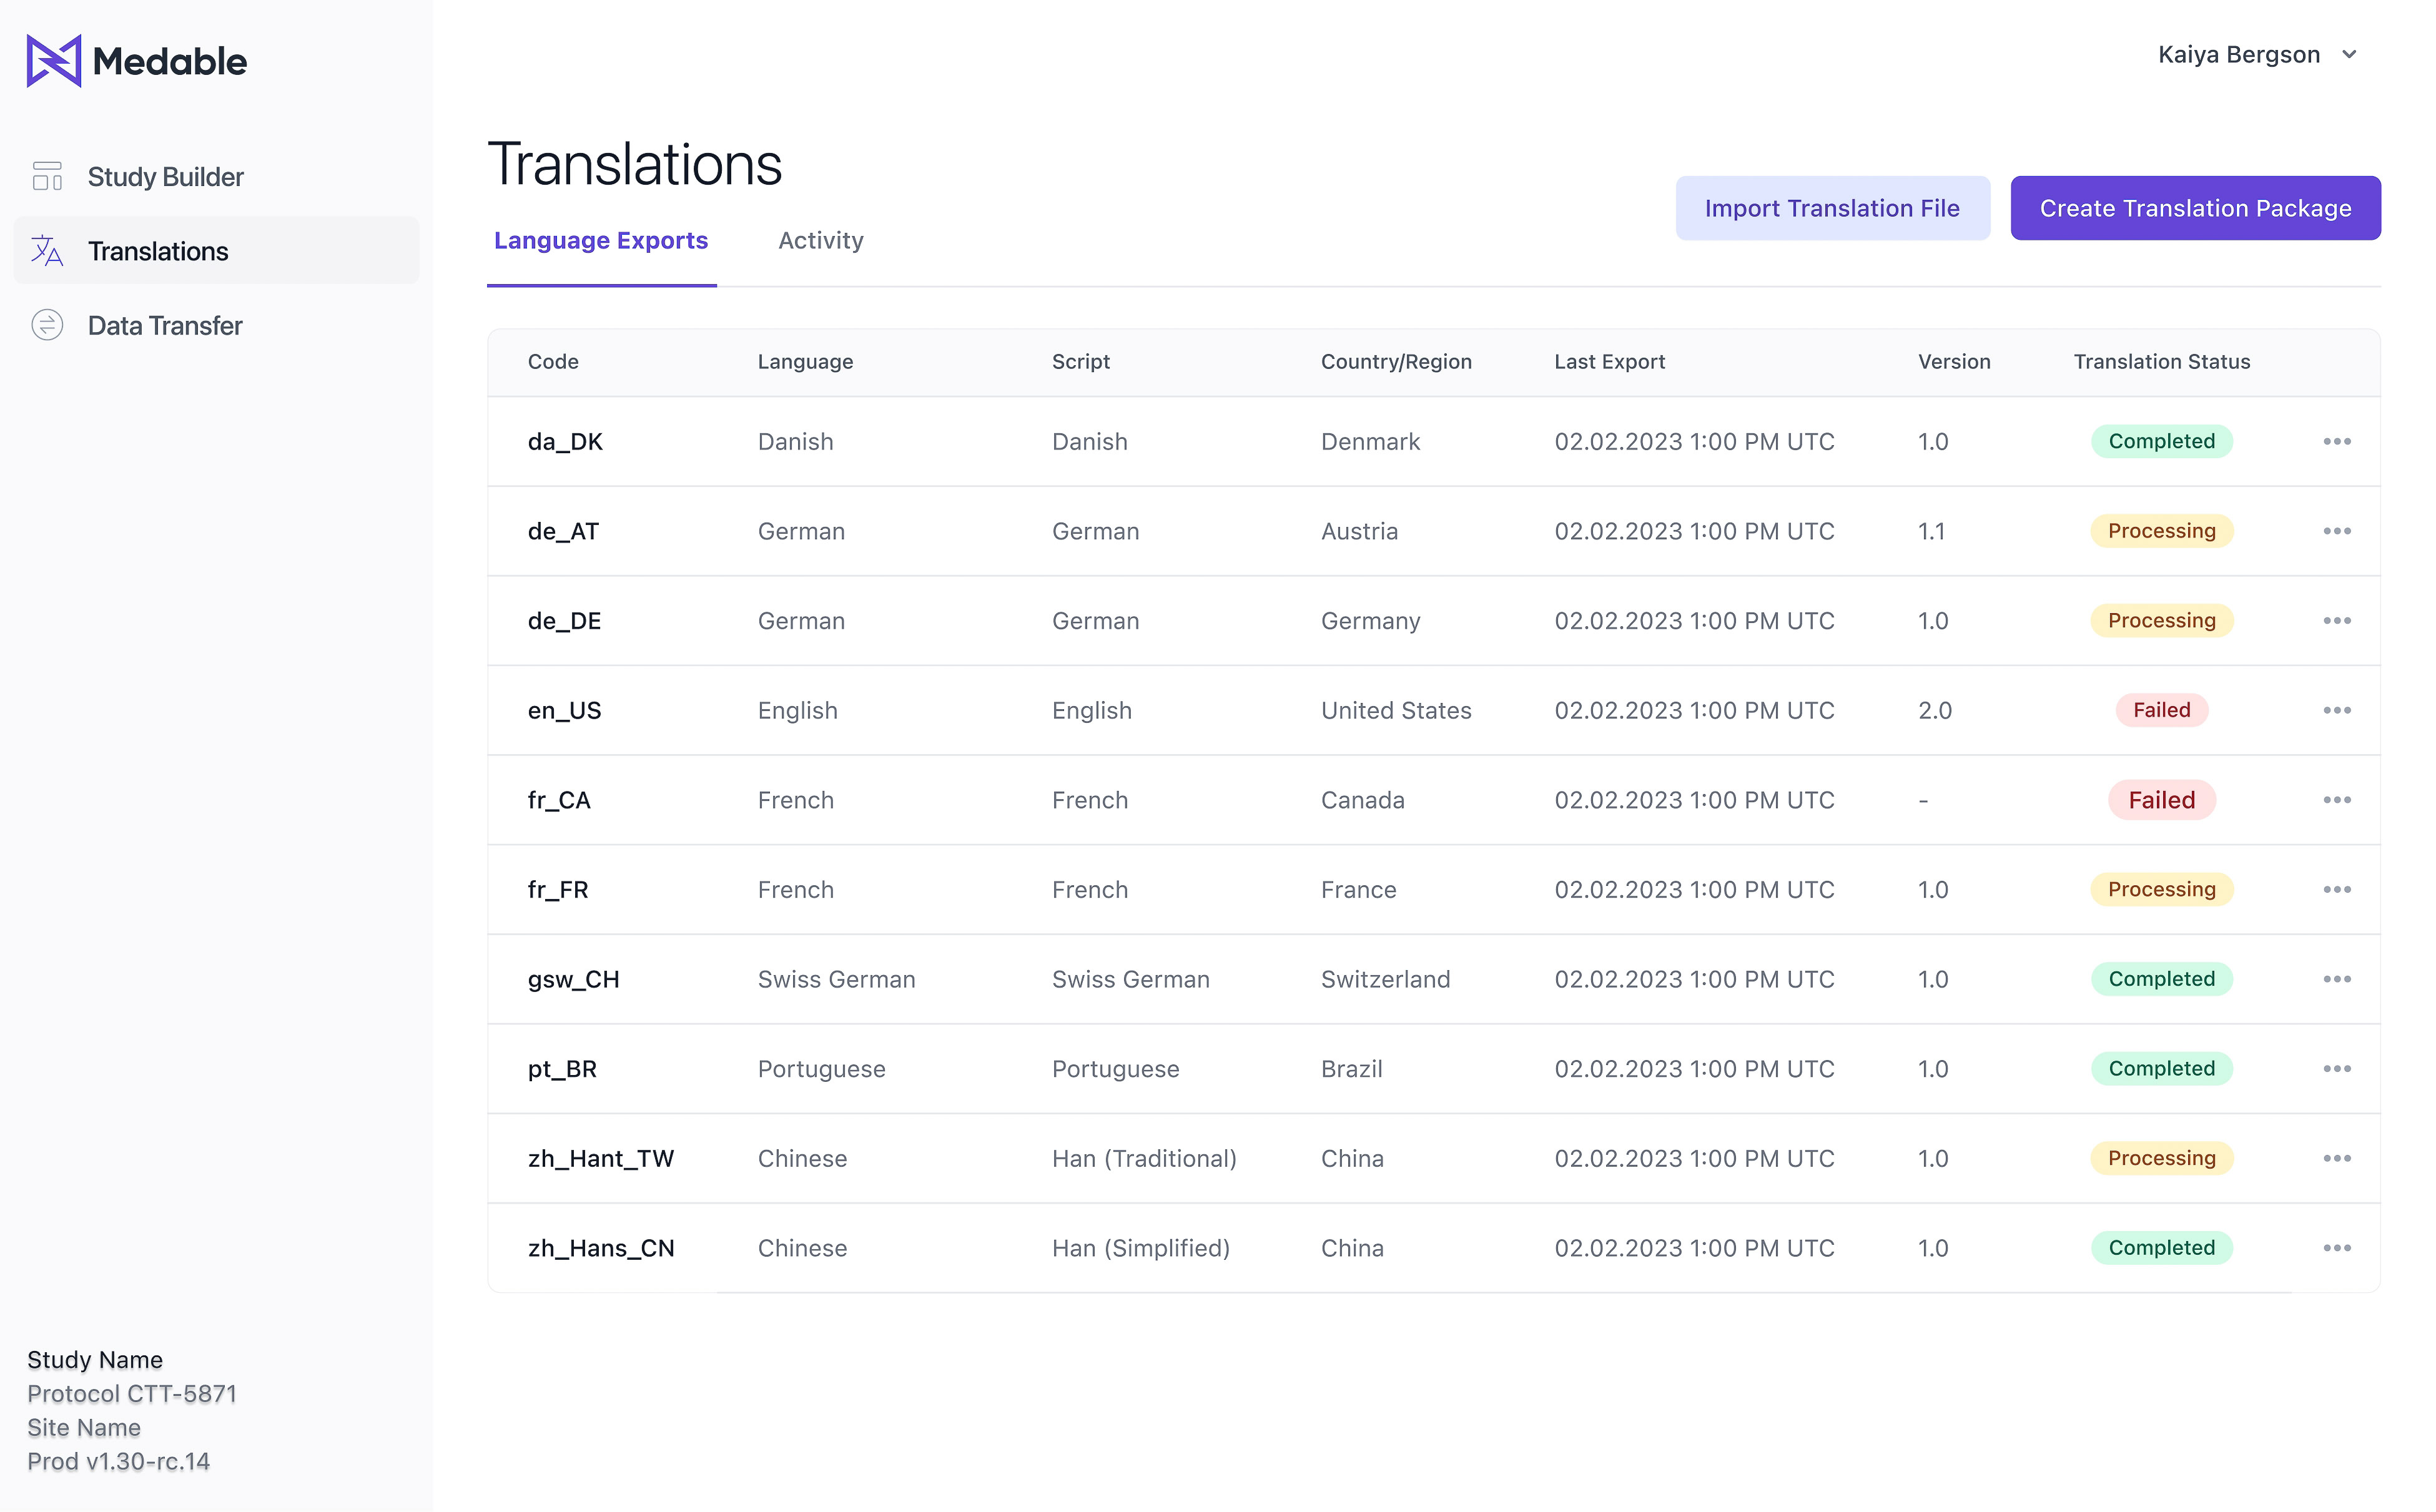 Medable
Kaiya Bergson
Study Builder
Translations
Data Transfer
Translations
Import Translation File
Create Translation Package
Language Exports
Activity
Code Language Script Country/Region Last Export Version Translation Status
da_DK Danish Danish Denmark 02.02.2023 1:00 PM UTC 1.0 Completed
de_AT German German Austria 02.02.2023 1:00 PM UTC 1.1 Processing
de_DE German German Germany 02.02.2023 1:00 PM UTC 1.0 Processing
en_US English English United States 02.02.2023 1:00 PM UTC 2.0 Failed
fr_CA French French Canada 02.02.2023 1:00 PM UTC - Failed
fr_FR French French France 02.02.2023 1:00 PM UTC 1.0 Processing
gsw_CH Swiss German Swiss German Switzerland 02.02.2023 1:00 PM UTC 1.0 Completed
pt_BR Portuguese Portuguese Brazil 02.02.2023 1:00 PM UTC 1.0 Completed
zh_Hant_TW Chinese Han (Traditional) China 02.02.2023 1:00 PM UTC 1.0 Processing
zh_Hans_CN Chinese Han (Simplified) China 02.02.2023 1:00 PM UTC 1.0 Completed
Study Name
Protocol CTT-5871
Site Name
Prod v1.30-rc.14